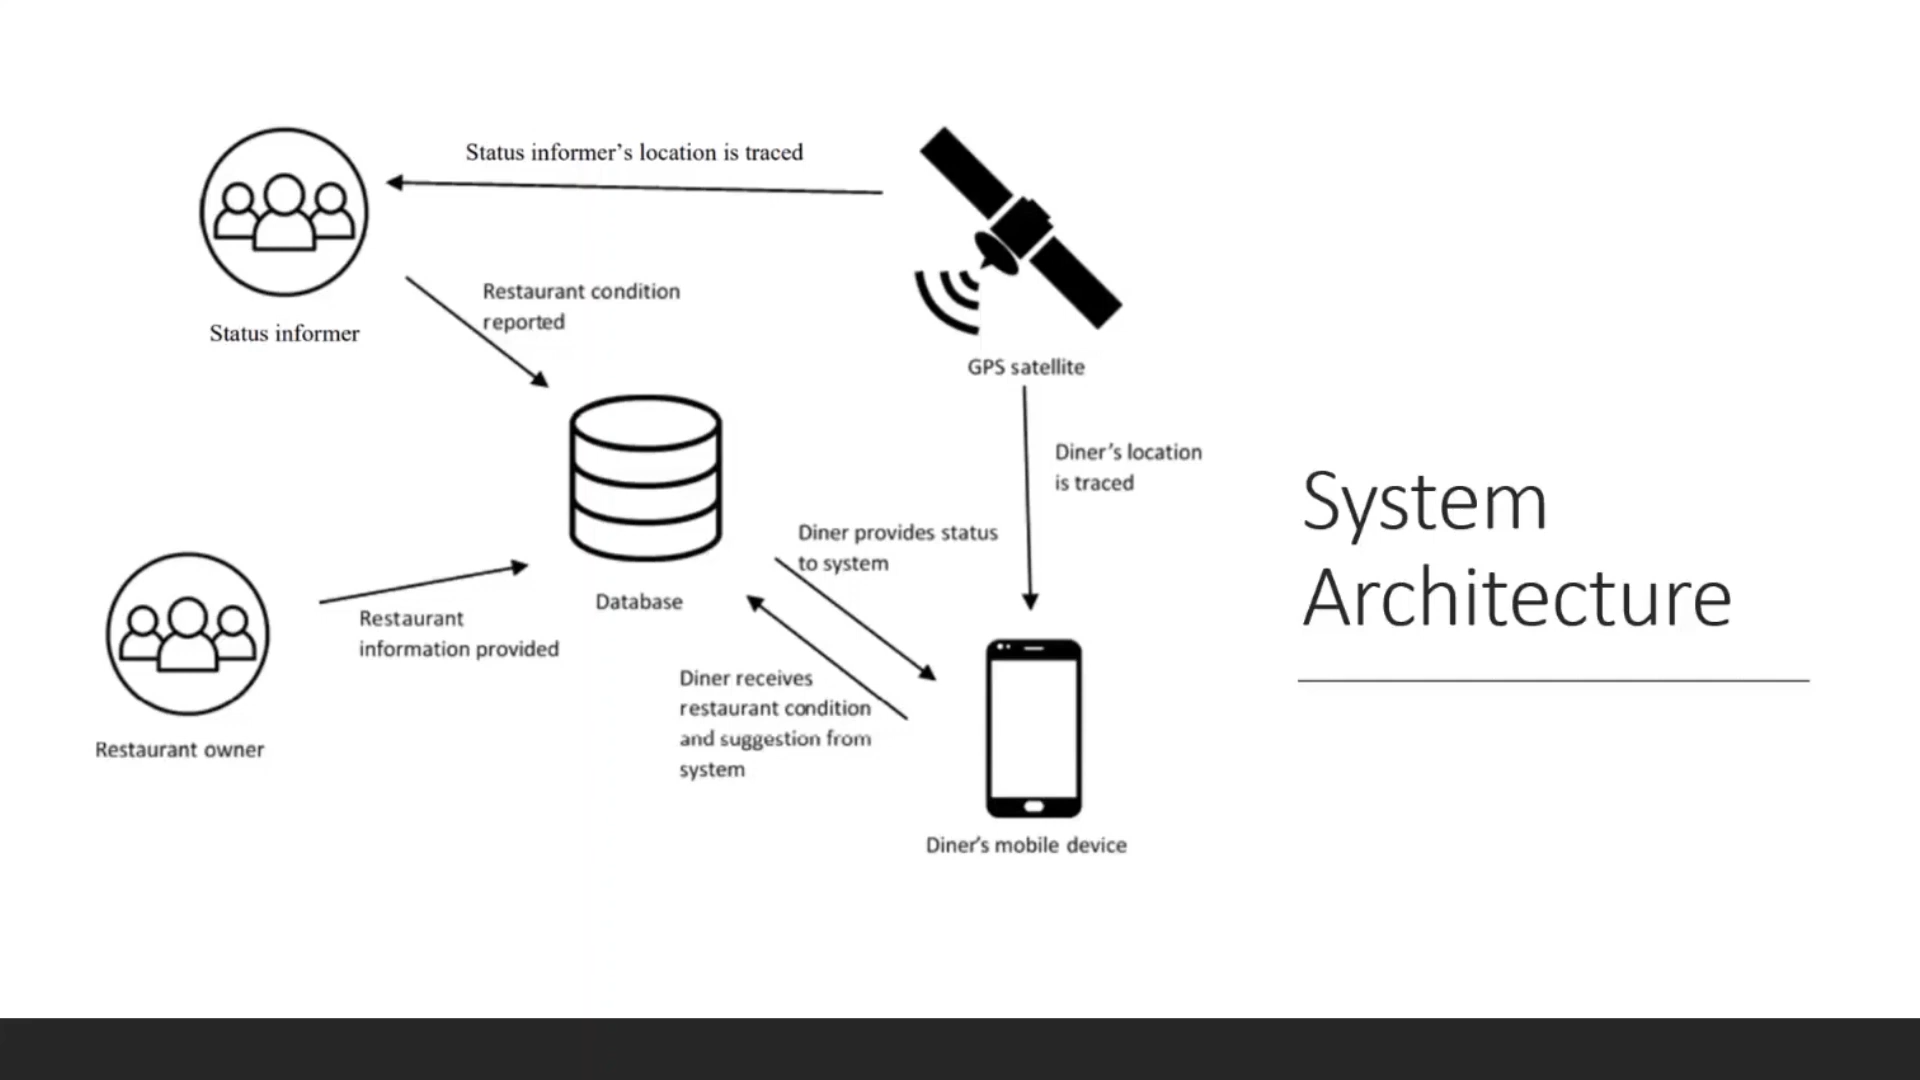 Status informer’s location is traced
Status informer
Restaurant condition
reported
GPS satellite
Diner’s location
is traced
Diner provides status
to system
Database
Restaurant
information provided
Restaurant owner
Diner receives
restaurant condition
and suggestion from
system
Diner’s mobile device
System
Architecture